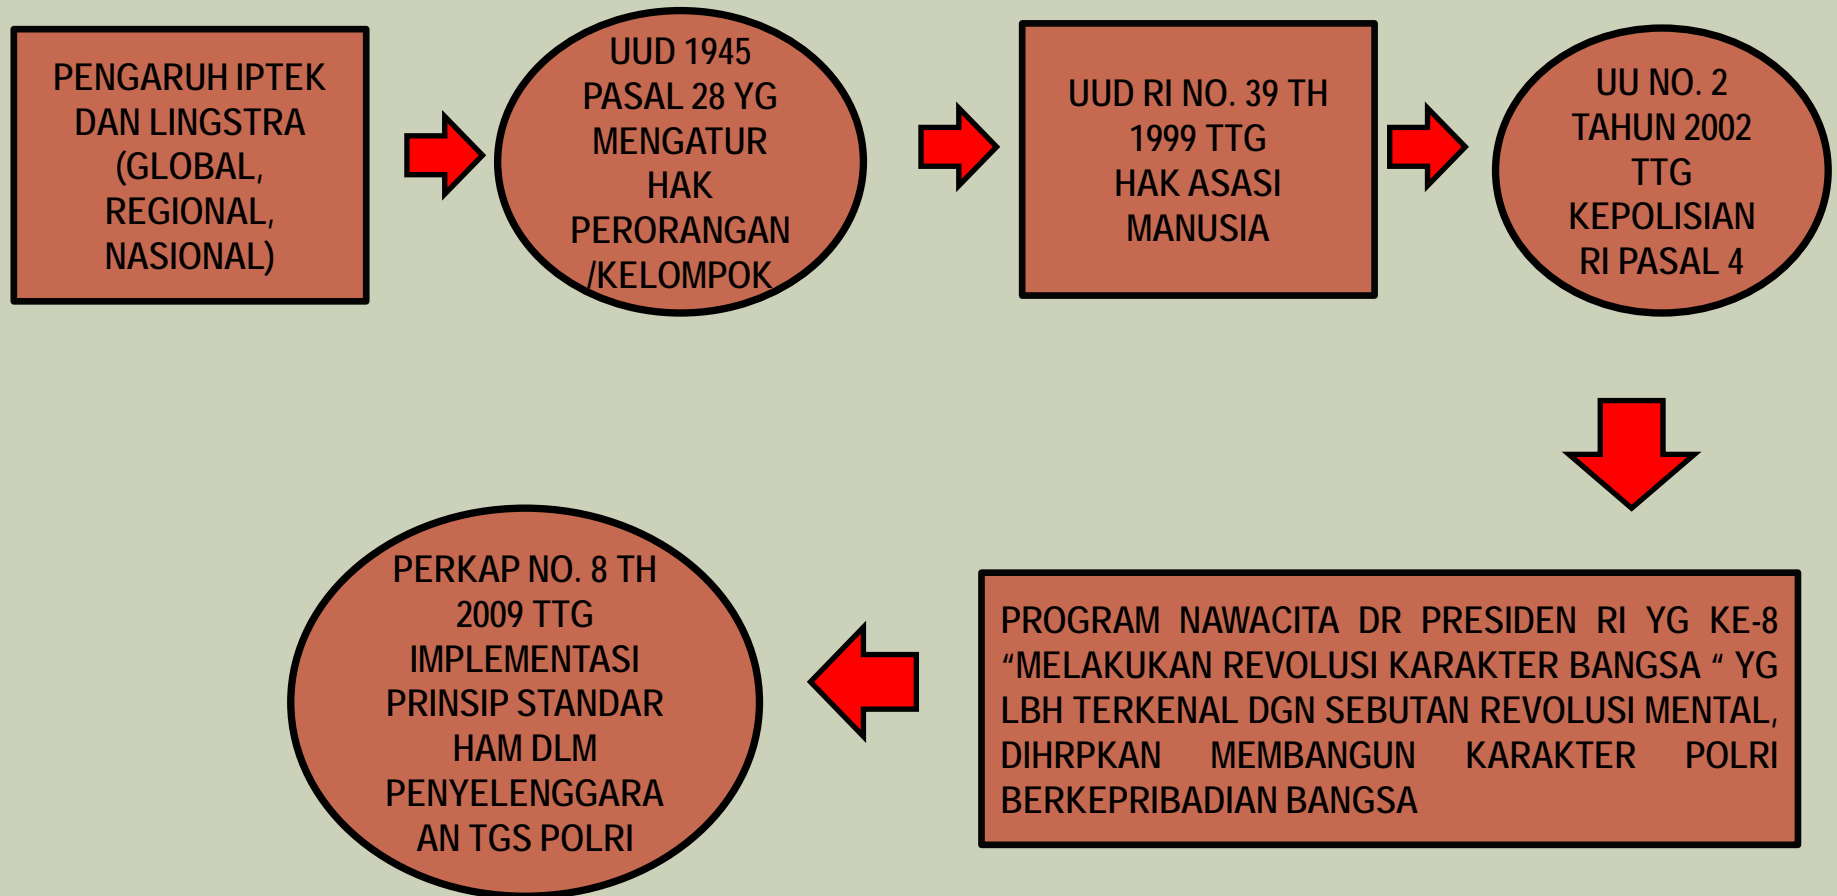 PENGARUH IPTEK
DAN LINGSTRA
(GLOBAL,
REGIONAL,
NASIONAL)
UUD 1945
PASAL 28 YG
MENGATUR
HAK
PERORANGAN
/KELOMPOK
UUD RI NO. 39 TH
1999 TTG
HAK ASASI
MANUSIA
UU NO. 2
TAHUN 2002
TTG
KEPOLISIAN
RI PASAL 4
PROGRAM NAWACITA DR PRESIDEN RI YG KE-8
“MELAKUKAN REVOLUSI KARAKTER BANGSA “ YG
LBH TERKENAL DGN SEBUTAN REVOLUSI MENTAL,
DIHRPKAN MEMBANGUN KARAKTER POLRI
BERKEPRIBADIAN BANGSA
PERKAP NO. 8 TH
2009 TTG
IMPLEMENTASI
PRINSIP STANDAR
HAM DLM
PENYELENGGARA
AN TGS POLRI